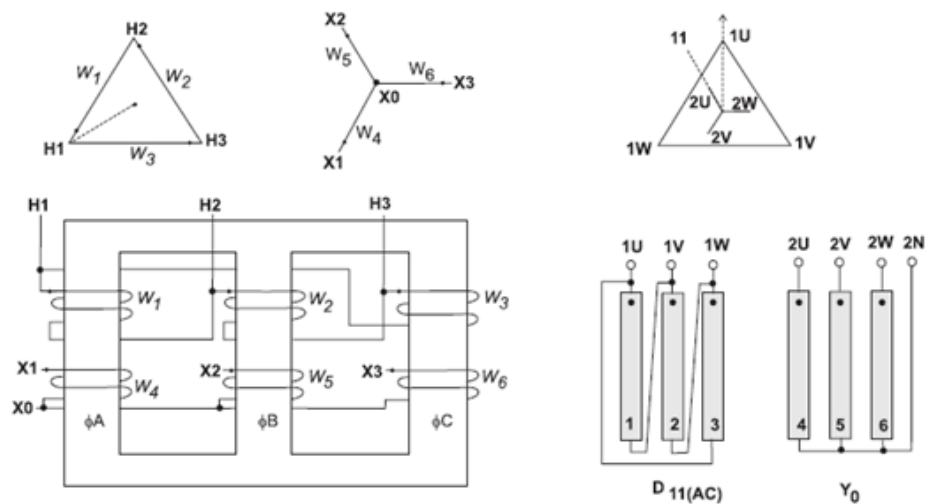 H2
W1
W2
H1
W3
H3
X2
W5
W6
X0
X3
W4
X1
11
1U
2U
2W
2V
1W
1V
H1
H2
H3
W1
W2
W3
X1
X2
X3
W4
W5
W6
X0
ϕA
ϕB
ϕC
1U 1V 1W
1 2 3
D 11(AC)
2U 2V 2W 2N
4 5 6
Y0